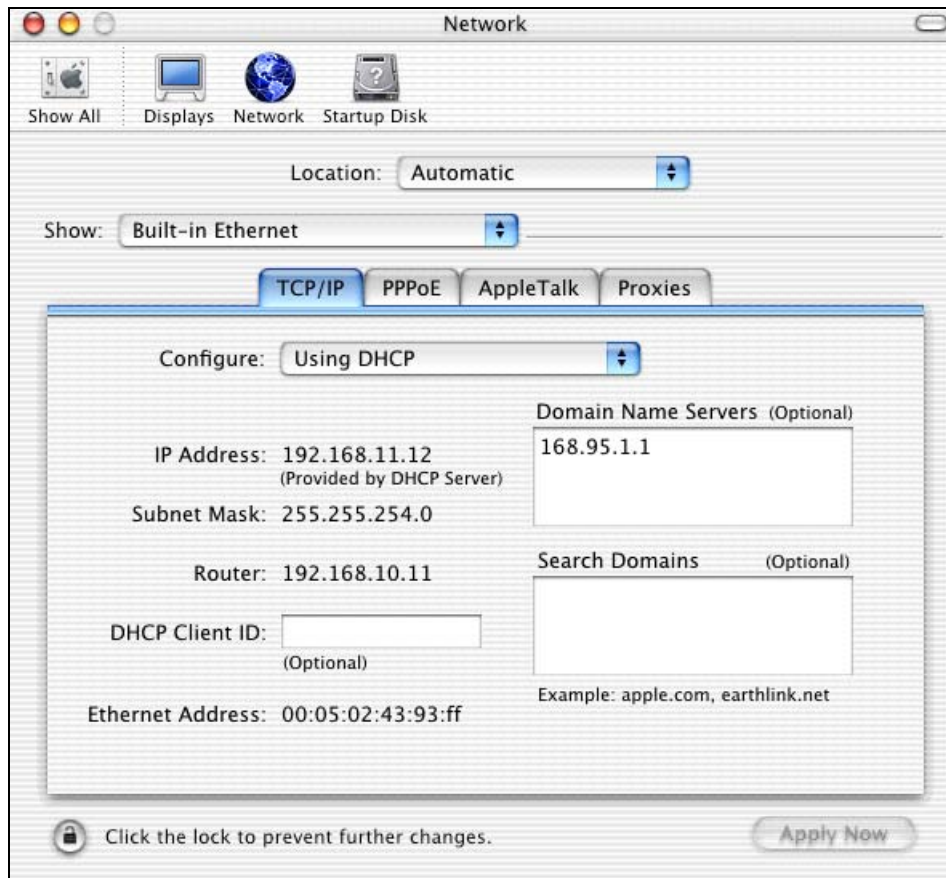 Network
Show All
Displays
Network
Startup Disk
Location: Automatic
Show: Built-in Ethernet
TCP/IP
PPPoE
AppleTalk
Proxies
Configure: Using DHCP
Domain Name Servers (Optional)
168.95.1.1
IP Address: 192.168.11.12
(Provided by DHCP Server)
Subnet Mask: 255.255.254.0
Router: 192.168.10.11
Search Domains (Optional)
DHCP Client ID:
(Optional)
Example: apple.com, earthlink.net
Ethernet Address: 00:05:02:43:93:ff
Click the lock to prevent further changes.
Apply Now